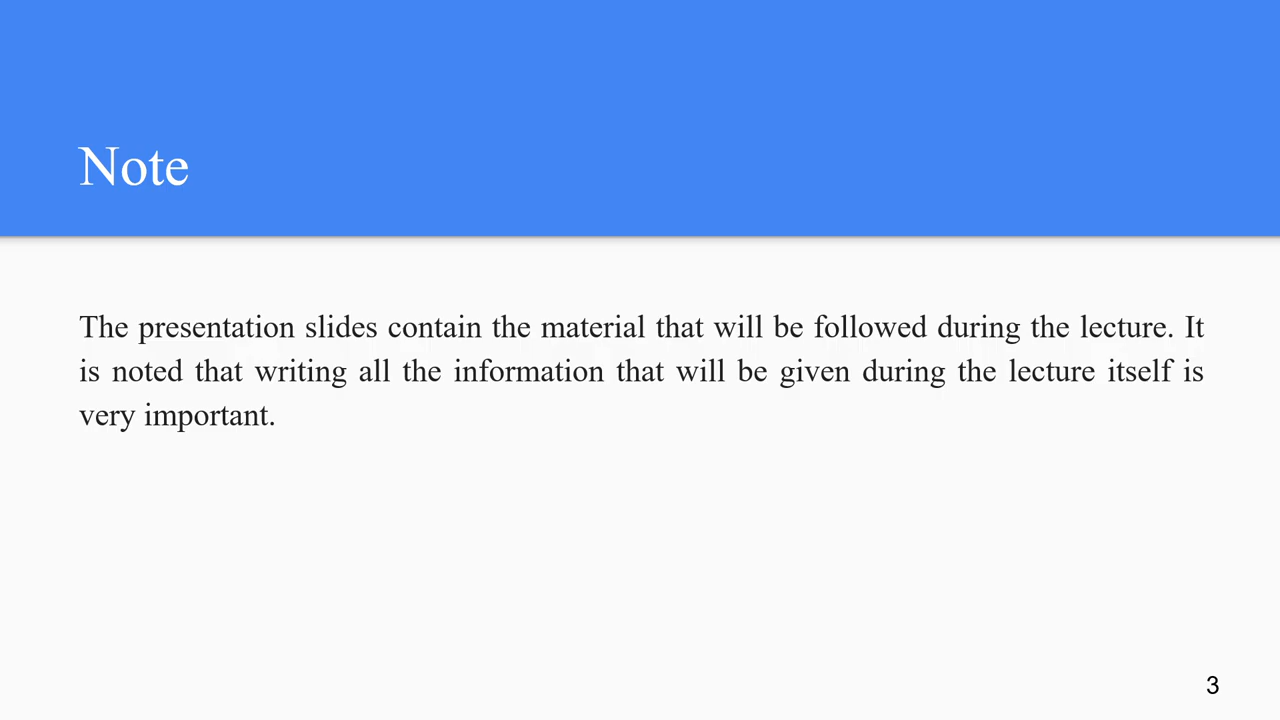 Note
The presentation slides contain the material that will be followed during the lecture. It
is noted that writing all the information that will be given during the lecture itself is
very important.
3